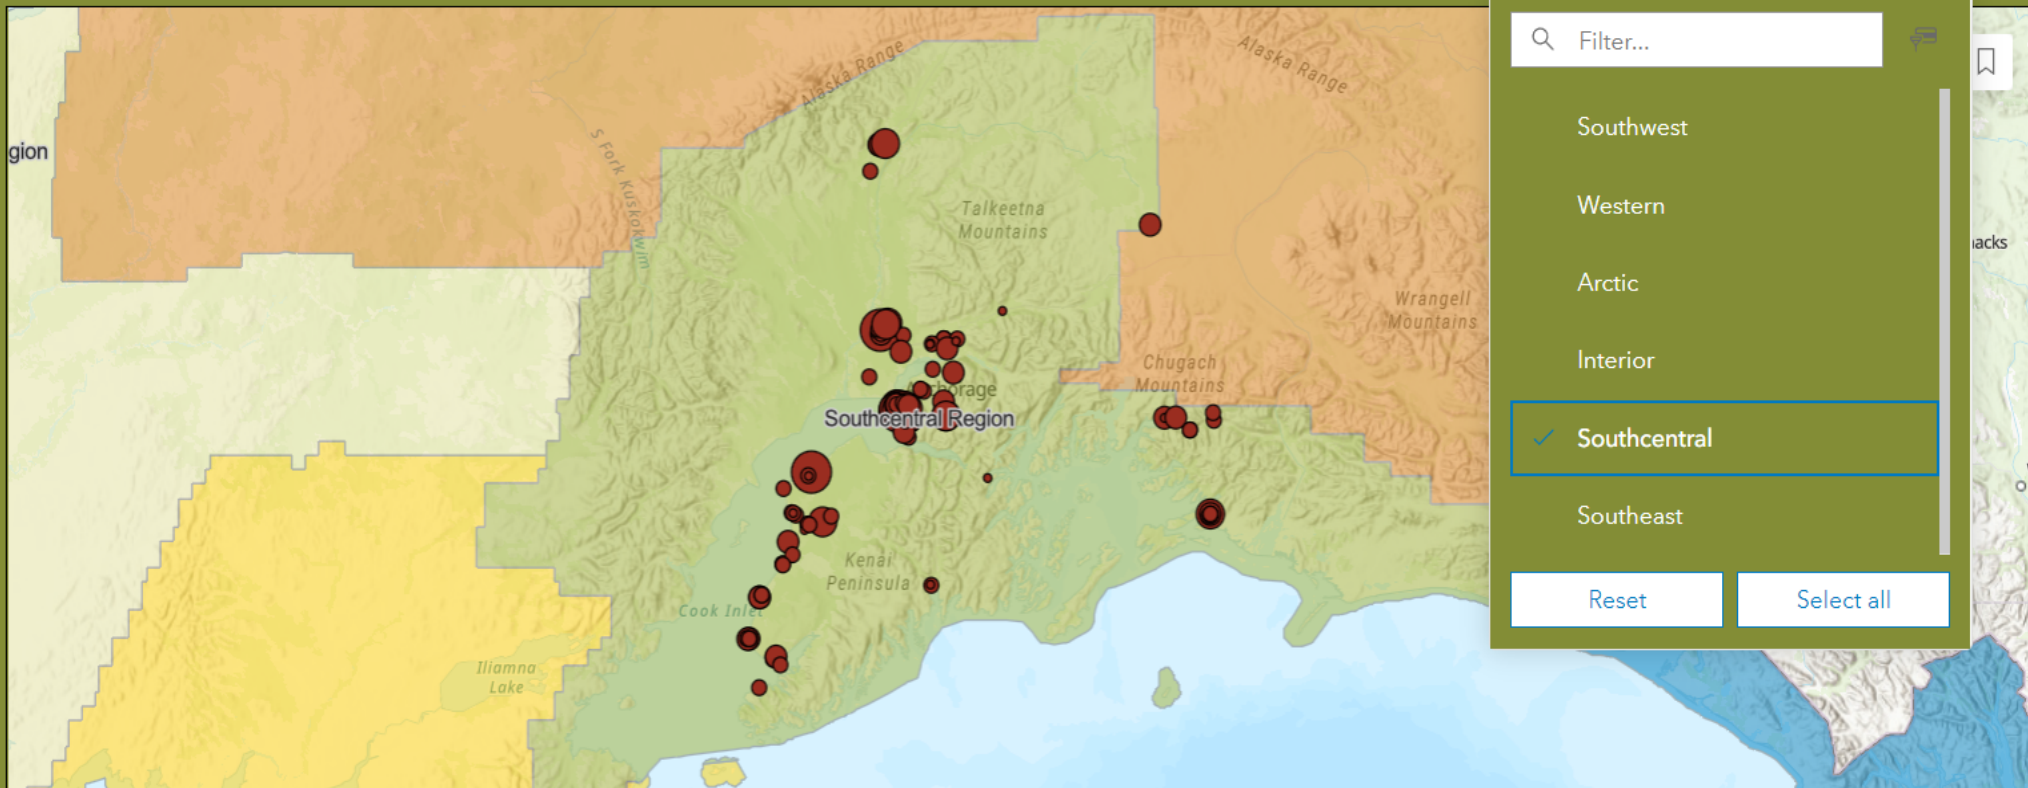 gion
Alaska Range
S Fork Kuskokwim
Talkeetna
Mountains
Alaska Range
Wrangell
Mountains
Chugach
Mountains
Anchorage
Southcentral Region
Kenai
Peninsula
Cook Inlet
Iliamna
Lake
Filter...
Southwest
Western
Arctic
Interior
Southcentral
Southeast
Reset
Select all
acks